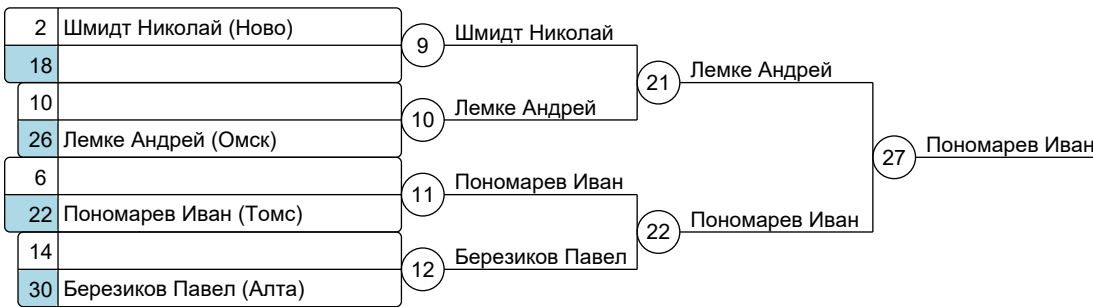 2 Шмидт Николай (Ново)
9 Шмидт Николай
18
21 Лемке Андрей
10
10 Лемке Андрей
26 Лемке Андрей (Омск)
27 Пономарев Иван
6
11 Пономарев Иван
22 Пономарев Иван (Томс)
22 Пономарев Иван
14
12 Березиков Павел
30 Березиков Павел (Алта)